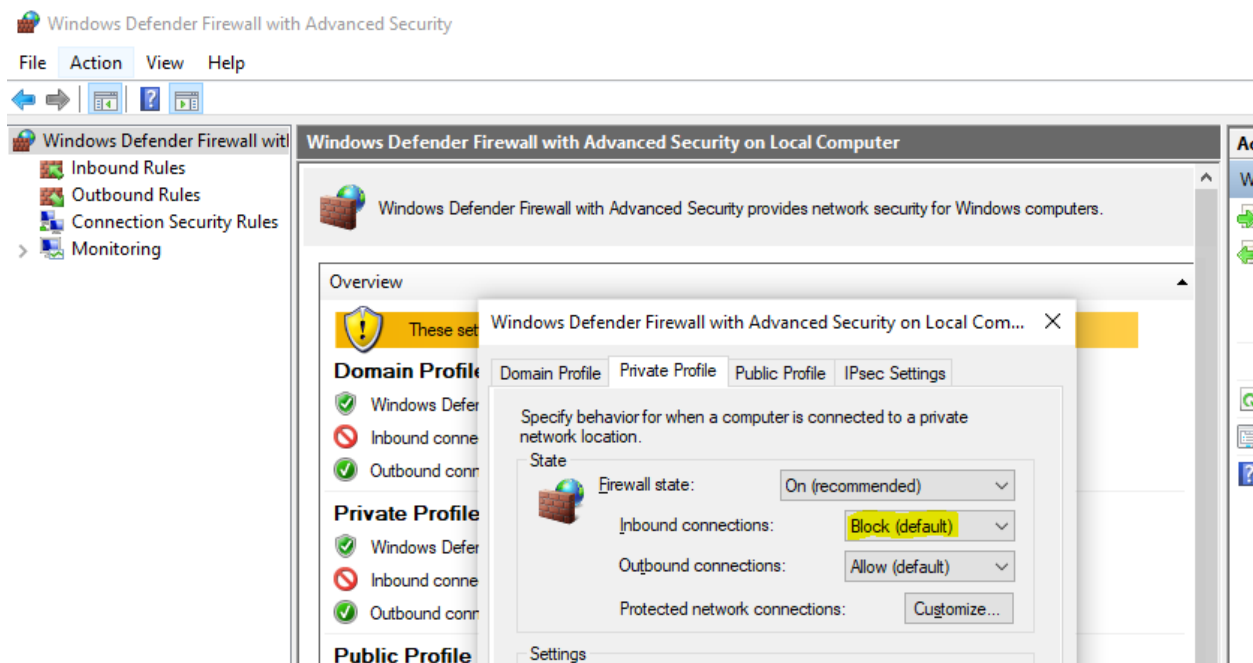 Windows Defender Firewall with Advanced Security
File Action View Help
Windows Defender Firewall with
Inbound Rules
Outbound Rules
Connection Security Rules
Monitoring
Windows Defender Firewall with Advanced Security on Local Computer
Windows Defender Firewall with Advanced Security provides network security for Windows computers.
Overview
These set
Domain Profile
Windows Defer
Inbound conne
Outbound conn
Private Profile
Windows Defer
Inbound conne
Outbound conn
Public Profile
Windows Defender Firewall with Advanced Security on Local Com...
Domain Profile Private Profile Public Profile IPsec Settings
Specify behavior for when a computer is connected to a private
network location.
State
Firewall state: On (recommended)
Inbound connections: Block (default)
Outbound connections: Allow (default)
Protected network connections: Customize...
Settings
Ac
W